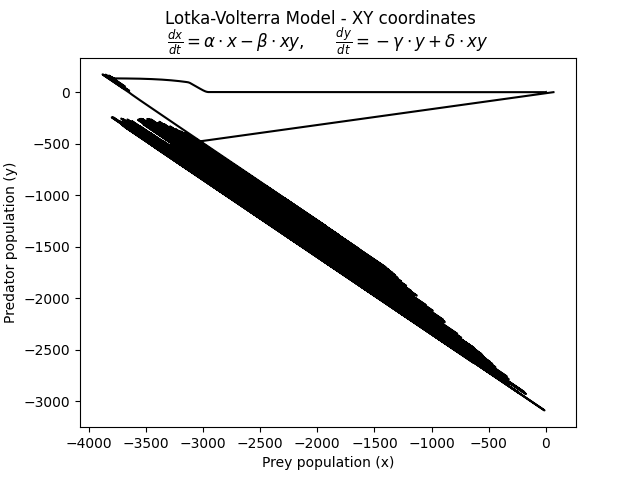 Lotka-Volterra Model - XY coordinates
dx/dt = α · x − β · xy, dy/dt = −γ · y + δ · xy
Predator population (y)
0
−500
−1000
−1500
−2000
−2500
−3000
−4000 −3500 −3000 −2500 −2000 −1500 −1000 −500 0
Prey population (x)